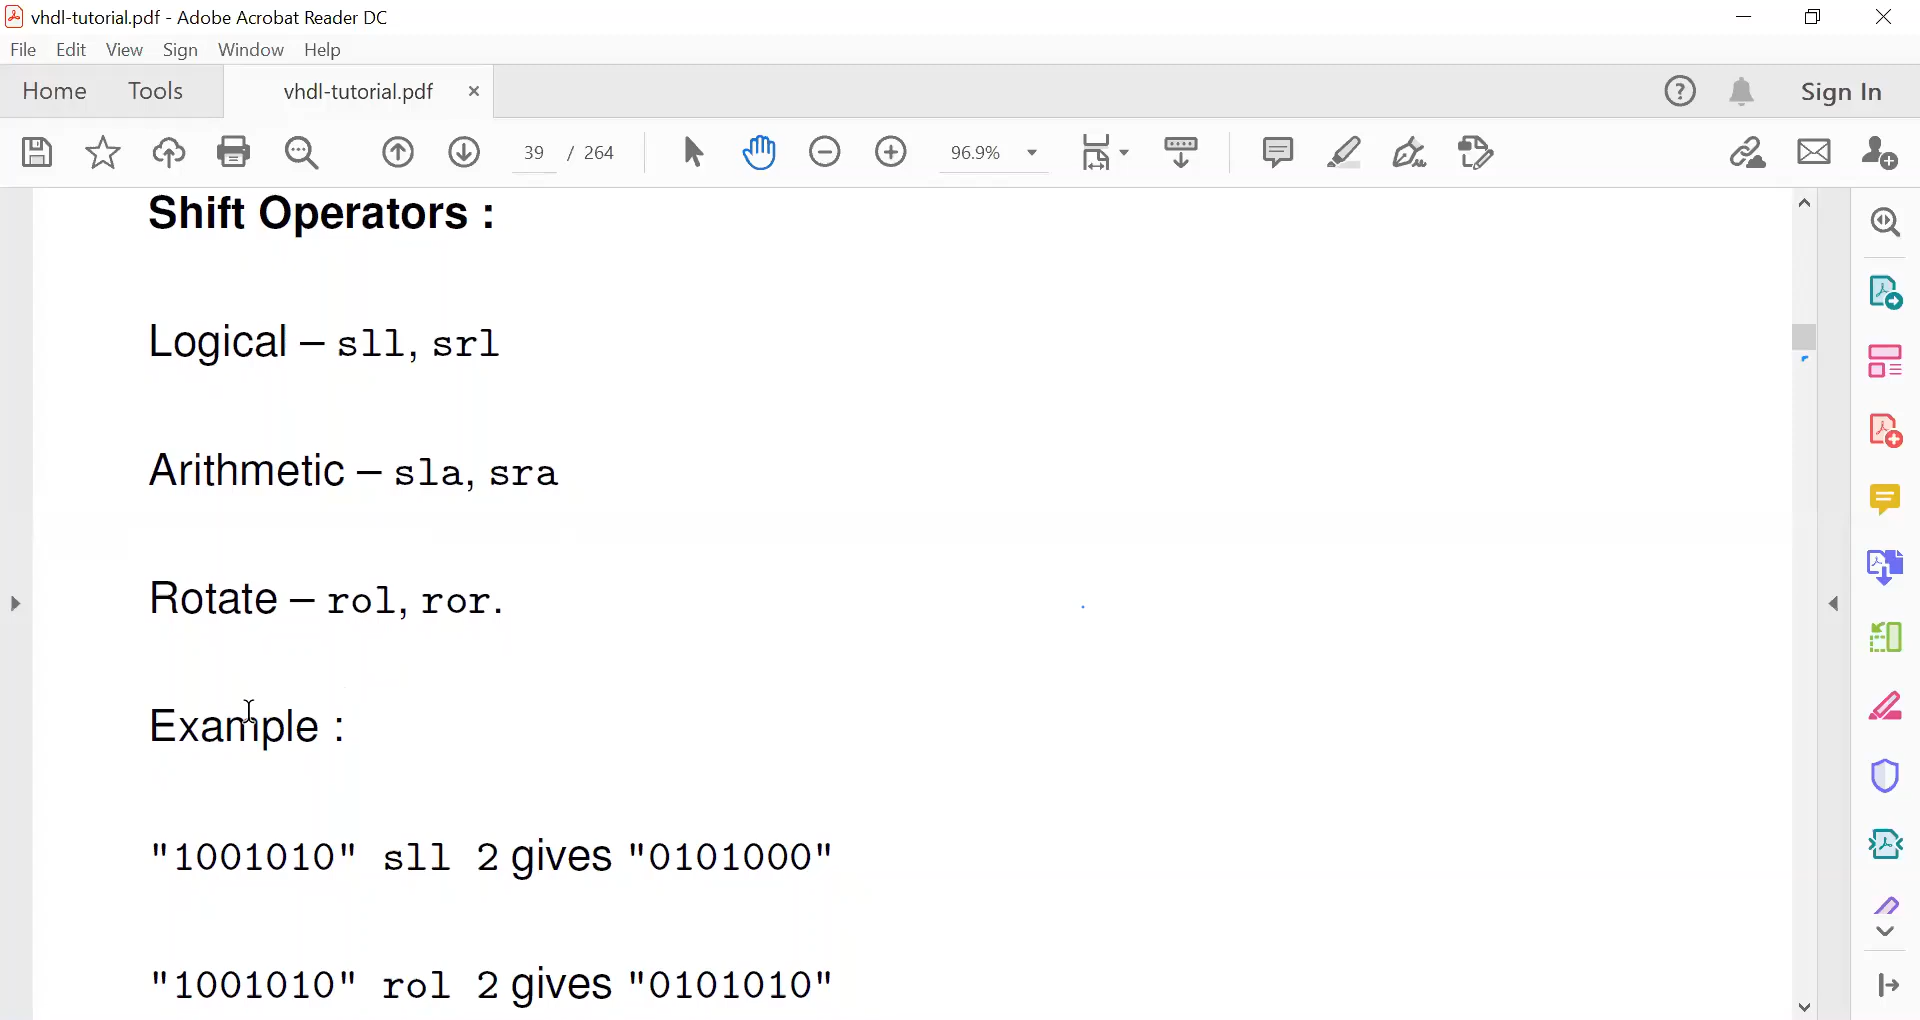 vhdl-tutorial.pdf - Adobe Acrobat Reader DC
File Edit View Sign Window Help
Home Tools vhdl-tutorial.pdf × Sign In
39 / 264 96.9%
Shift Operators :
Logical – sll, srl
Arithmetic – sla, sra
Rotate – rol, ror.
Example :
"1001010" sll 2 gives "0101000"
"1001010" rol 2 gives "0101010"